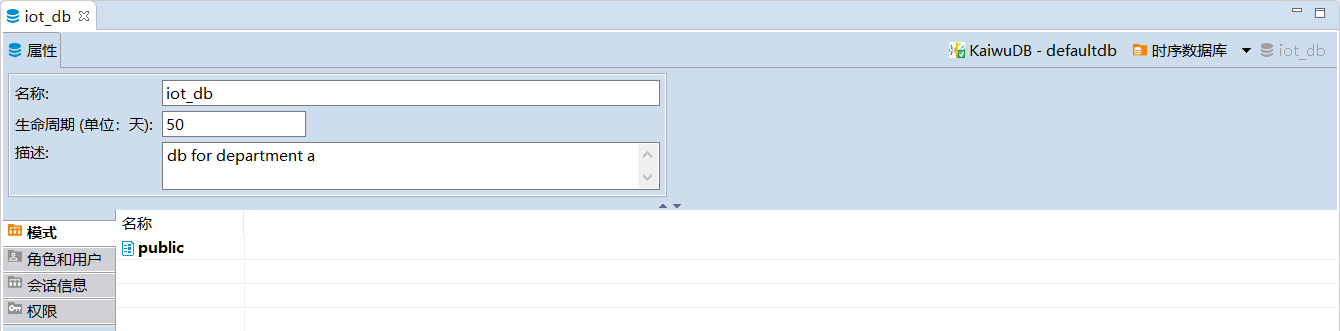 iot_db
属性
KaiwuDB - defaultdb 时序数据库 iot_db
名称: iot_db
生命周期 (单位：天): 50
描述: db for department a
模式
角色和用户
会话信息
权限
名称
public